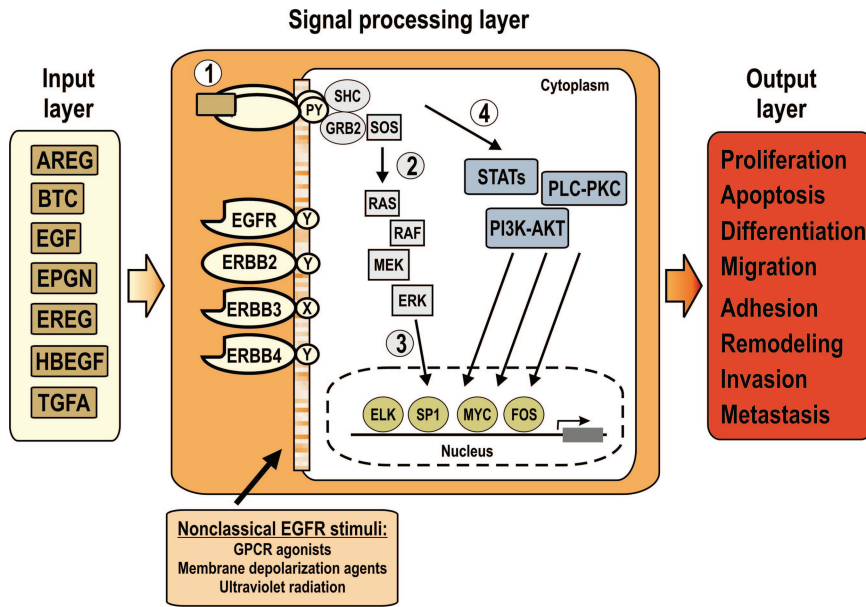 Signal processing layer
Input
layer
AREG
BTC
EGF
EPGN
EREG
HBEGF
TGFA
1
PY
SHC
GRB2
SOS
2
RAS
RAF
MEK
ERK
3
Cytoplasm
4
STATs
PLC-PKC
PI3K-AKT
EGFR
Y
ERBB2
Y
ERBB3
X
ERBB4
Y
ELK
SP1
MYC
FOS
Nucleus
Nonclassical EGFR stimuli:
GPCR agonists
Membrane depolarization agents
Ultraviolet radiation
Output
layer
Proliferation
Apoptosis
Differentiation
Migration
Adhesion
Remodeling
Invasion
Metastasis